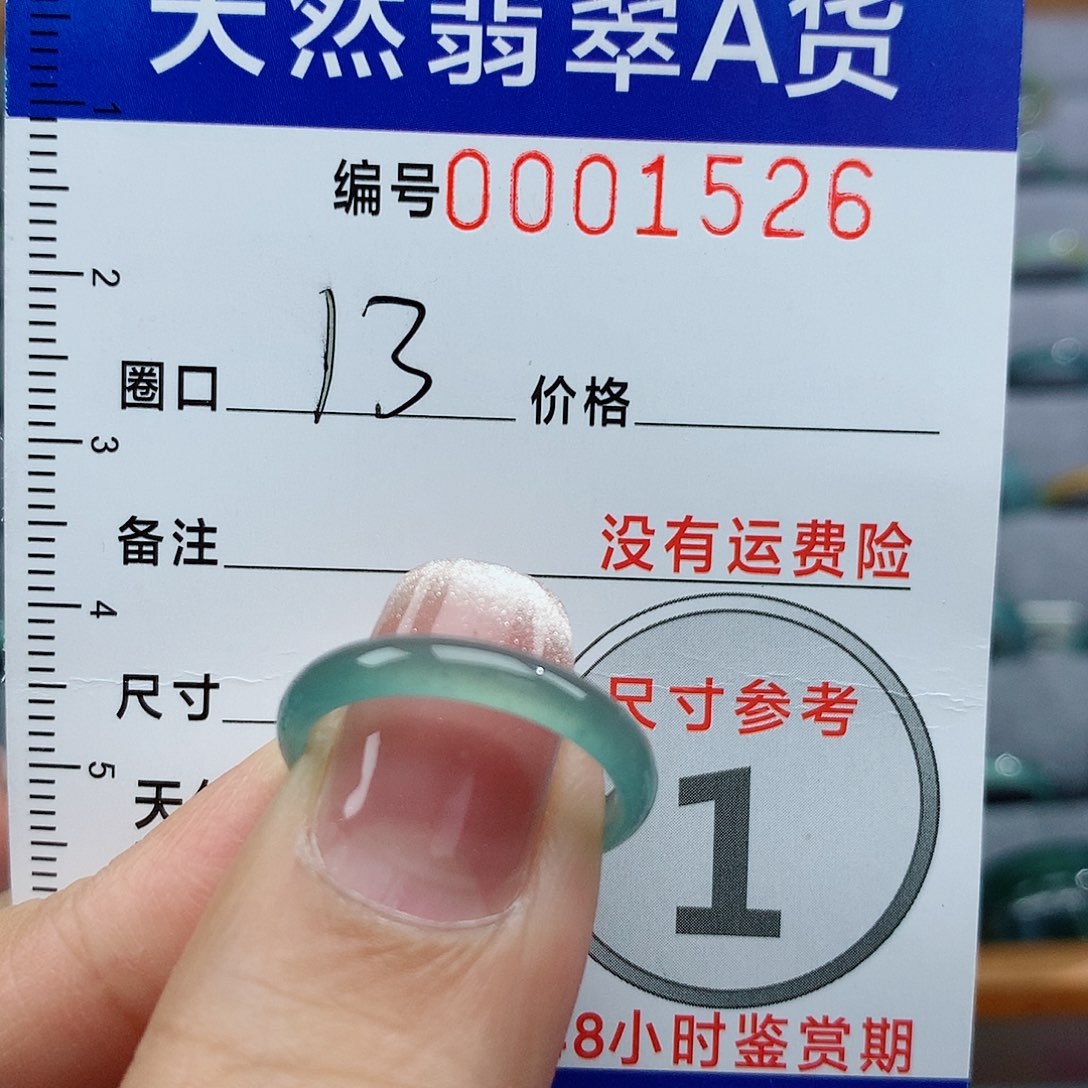 天然翡翠A货
1
编号0001526
2
圈口 13 价格
3
备注 没有运费险
4
尺寸 尺寸参考
5
天
1
8小时鉴赏期